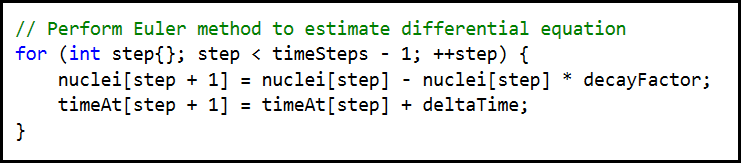 // Perform Euler method to estimate differential equation
for (int step{}; step < timeSteps - 1; ++step) {
    nuclei[step + 1] = nuclei[step] - nuclei[step] * decayFactor;
    timeAt[step + 1] = timeAt[step] + deltaTime;
}